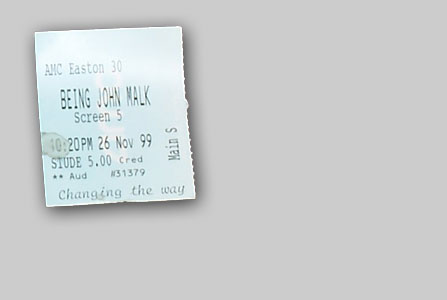 AMC Easton 30
BEING JOHN MALK
Screen 5
10:20PM 26 Nov 99
STUDE 5.00 Cred
** Aud #31379
Changing the way
Main S